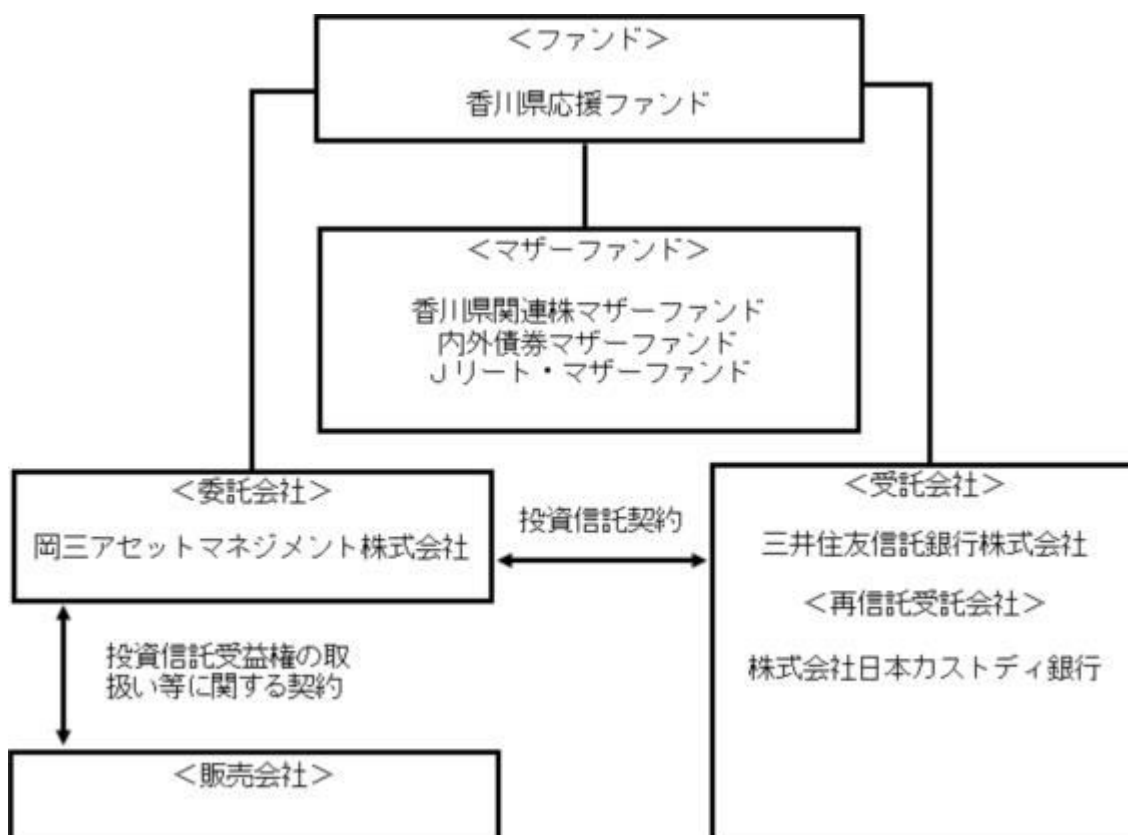 ＜ファンド＞
香川県応援ファンド
＜マザーファンド＞
香川県関連株マザーファンド
内外債券マザーファンド
Ｊリート・マザーファンド
＜委託会社＞
岡三アセットマネジメント株式会社
投資信託契約
＜受託会社＞
三井住友信託銀行株式会社
＜再信託受託会社＞
株式会社日本カストディ銀行
投資信託受益権の取
扱い等に関する契約
＜販売会社＞